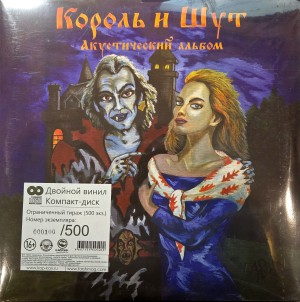 Король и Шут
Акустический альбом
Двойной винил
Компакт-диск
Ограниченный тираж (500 экз.)
Номер экземпляра:
/500
16+